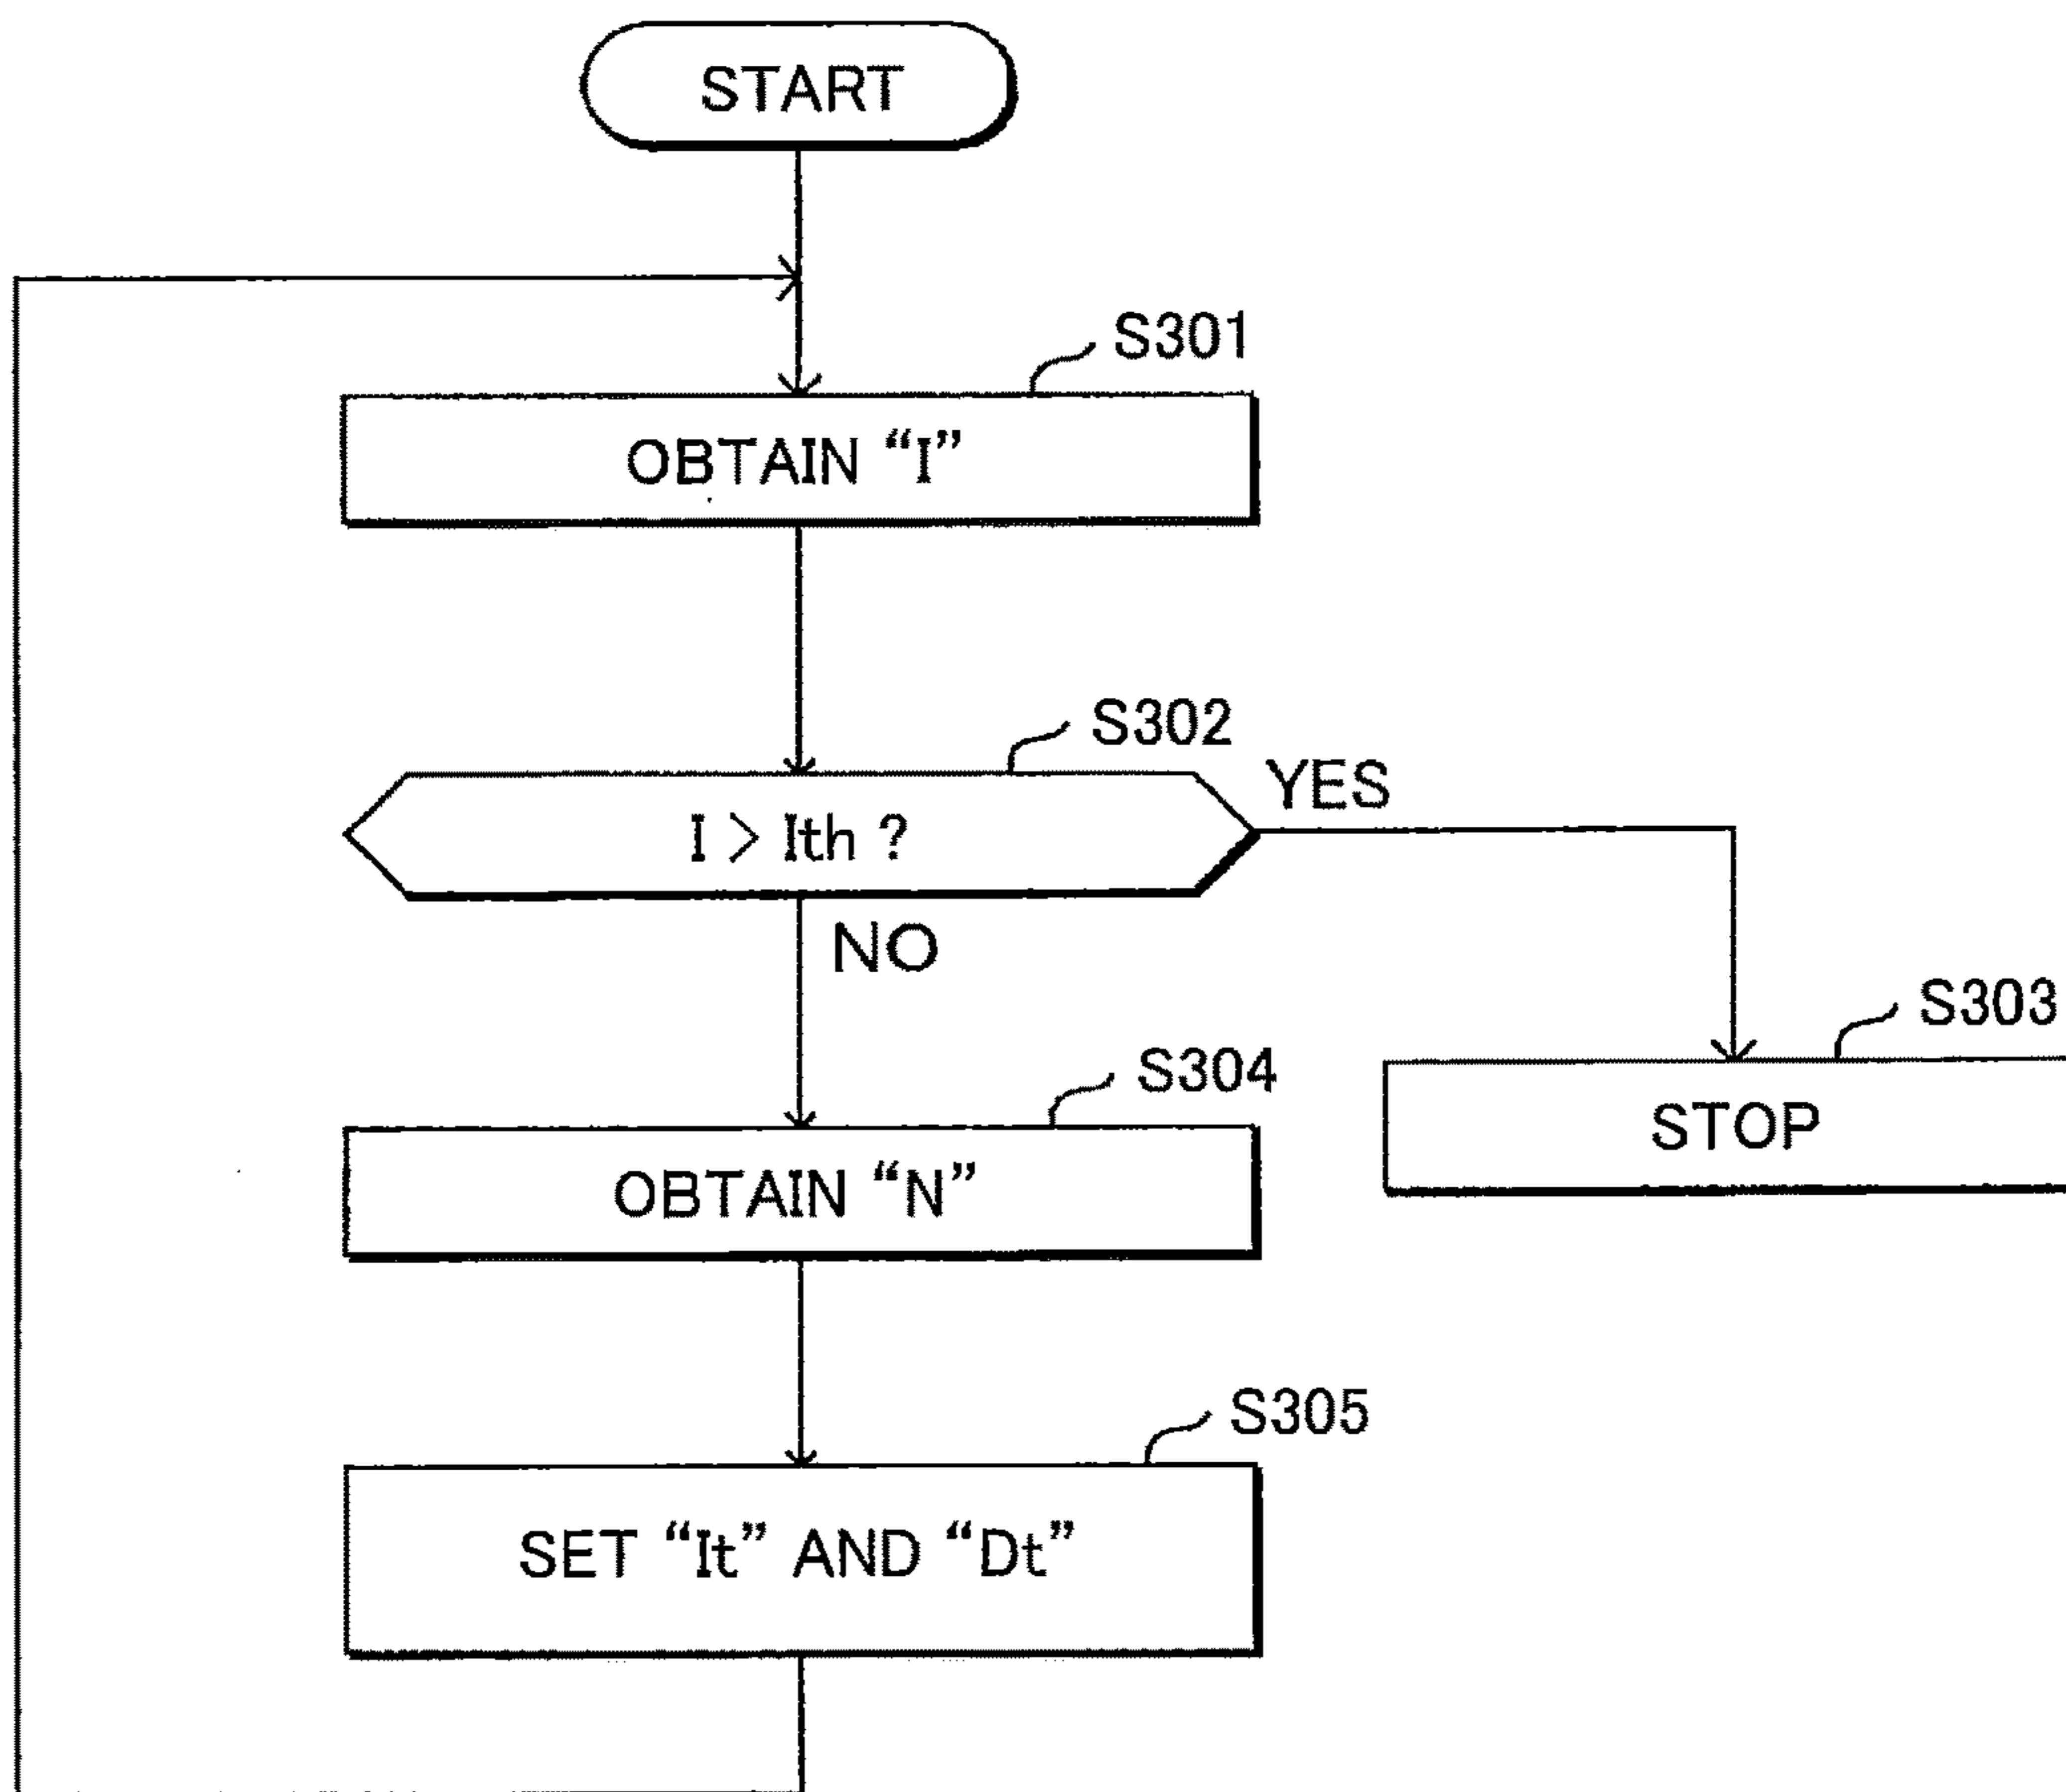 START
S301
OBTAIN “I”
S302
I > Ith ?
YES
NO
S303
STOP
S304
OBTAIN “N”
S305
SET “It” AND “Dt”